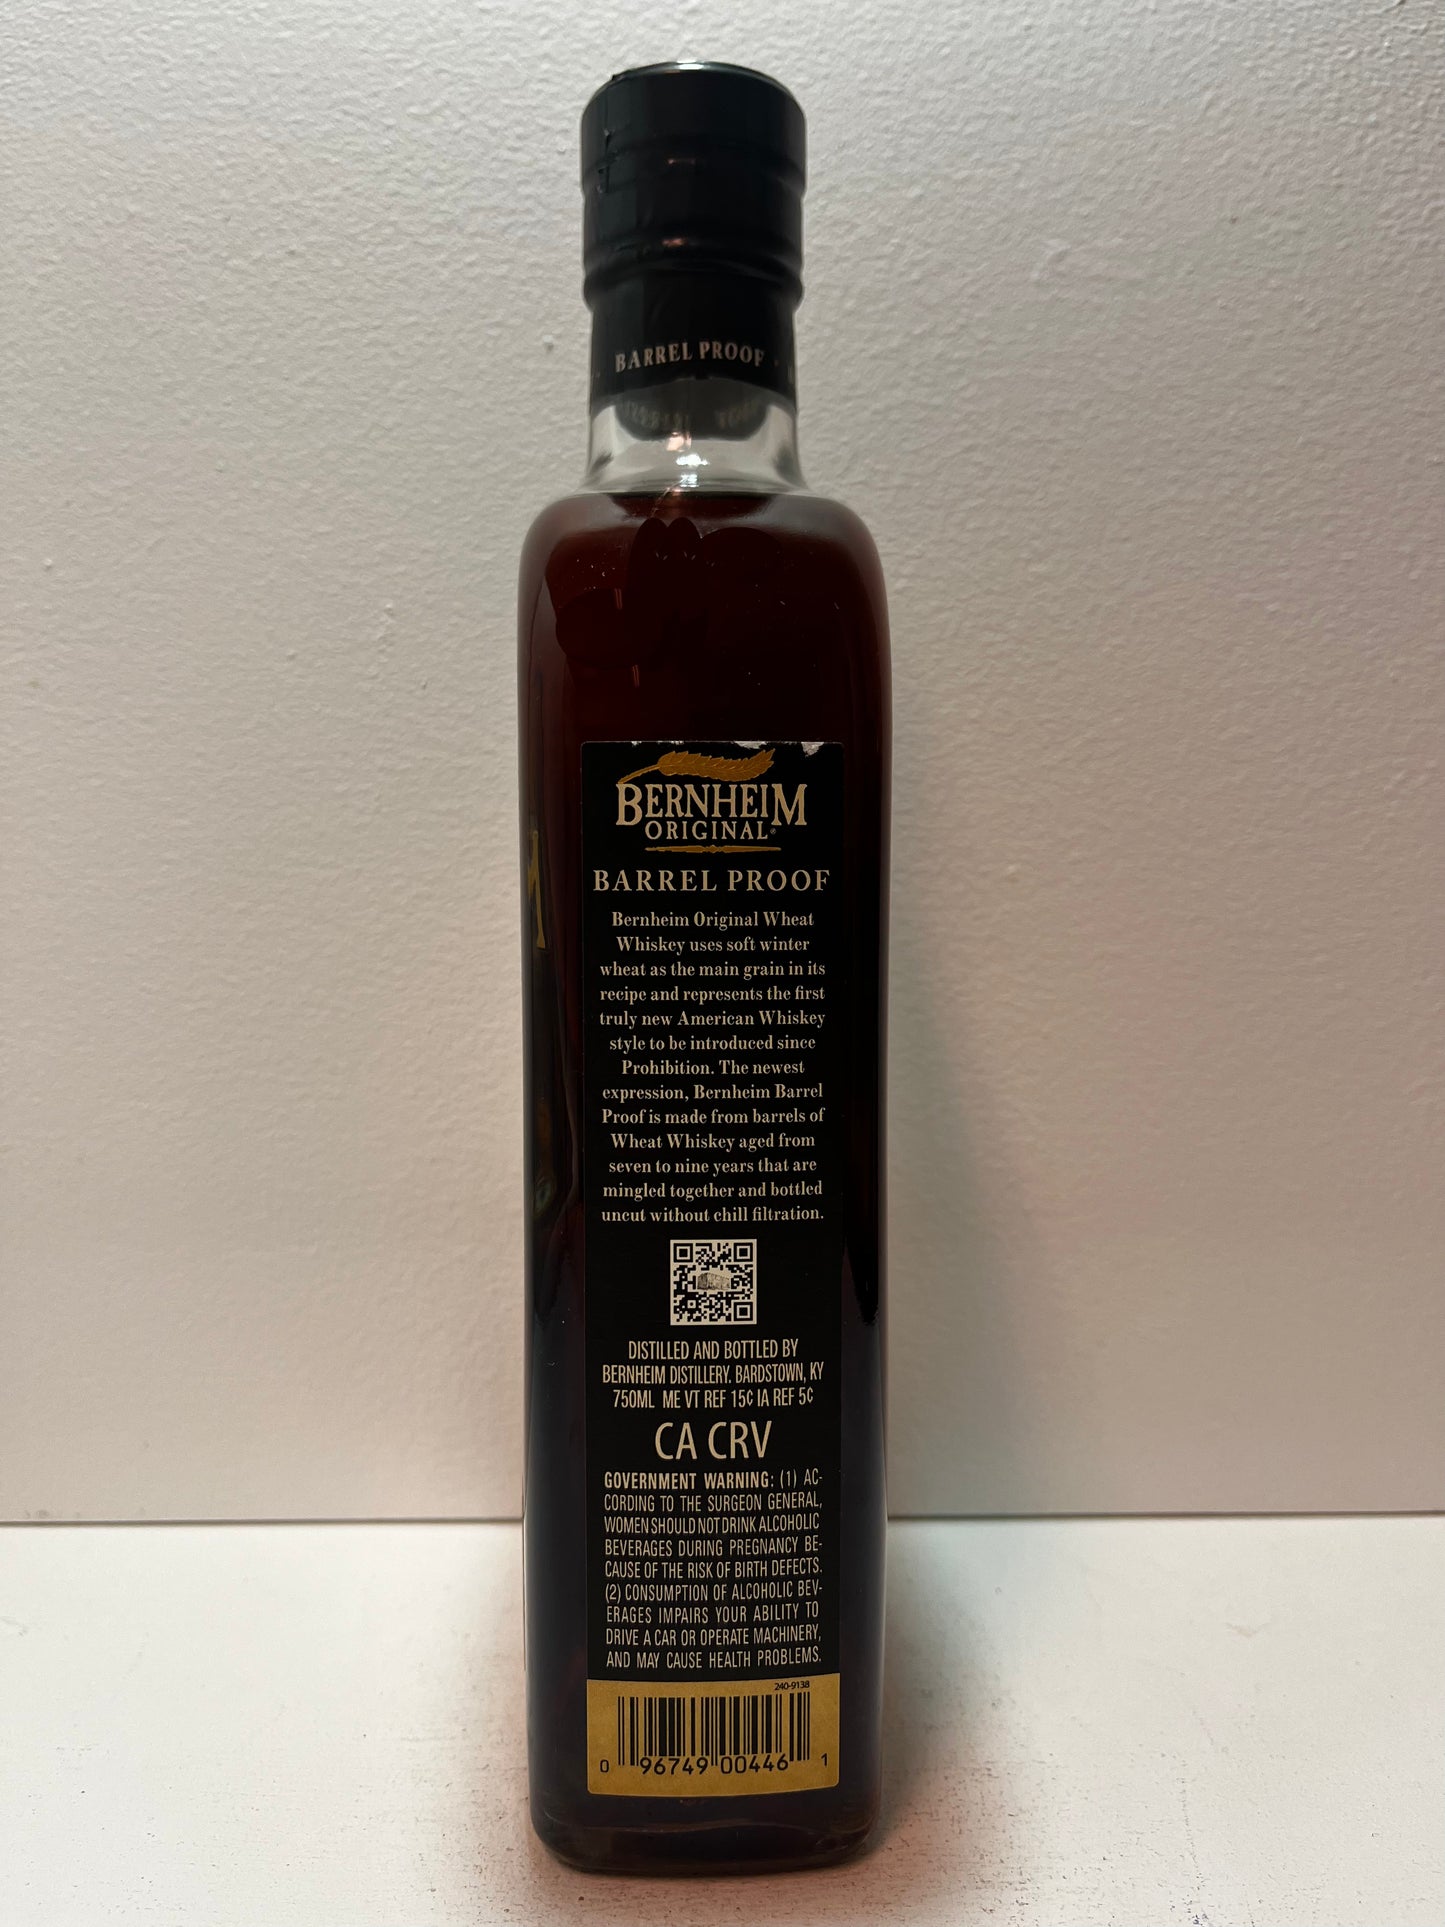 BARREL PROOF
BERNHEIM
ORIGINAL®
BARREL PROOF
Bernheim Original Wheat
Whiskey uses soft winter
wheat as the main grain in its
recipe and represents the first
truly new American Whiskey
style to be introduced since
Prohibition. The newest
expression, Bernheim Barrel
Proof is made from barrels of
Wheat Whiskey aged from
seven to nine years that are
mingled together and bottled
uncut without chill filtration.
DISTILLED AND BOTTLED BY
BERNHEIM DISTILLERY. BARDSTOWN, KY
750ML ME VT REF 15¢ IA REF 5¢
CA CRV
GOVERNMENT WARNING: (1) AC-
CORDING TO THE SURGEON GENERAL,
WOMEN SHOULD NOT DRINK ALCOHOLIC
BEVERAGES DURING PREGNANCY BE-
CAUSE OF THE RISK OF BIRTH DEFECTS.
(2) CONSUMPTION OF ALCOHOLIC BEV-
ERAGES IMPAIRS YOUR ABILITY TO
DRIVE A CAR OR OPERATE MACHINERY,
AND MAY CAUSE HEALTH PROBLEMS.
240-9138
0 96749 00446 1